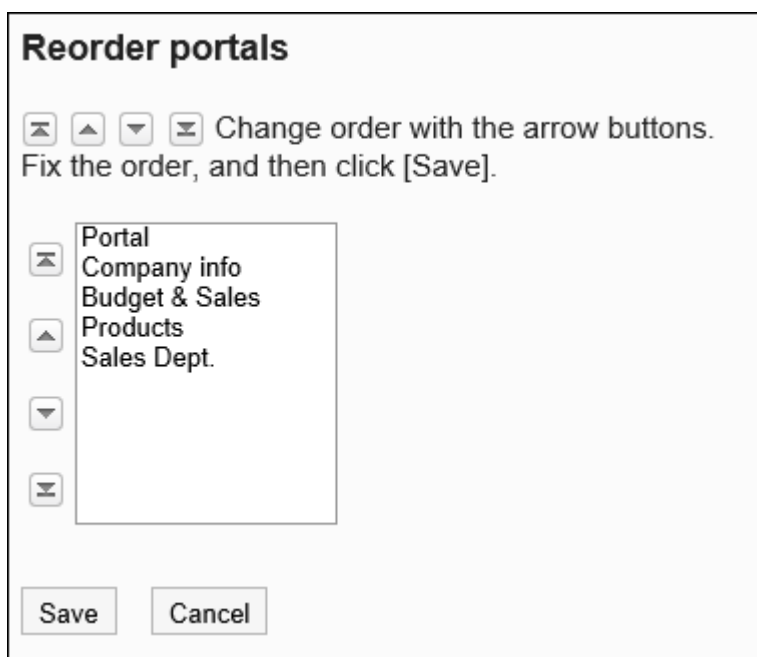 Reorder portals
Change order with the arrow buttons.
Fix the order, and then click [Save].
Portal
Company info
Budget & Sales
Products
Sales Dept.
Save
Cancel